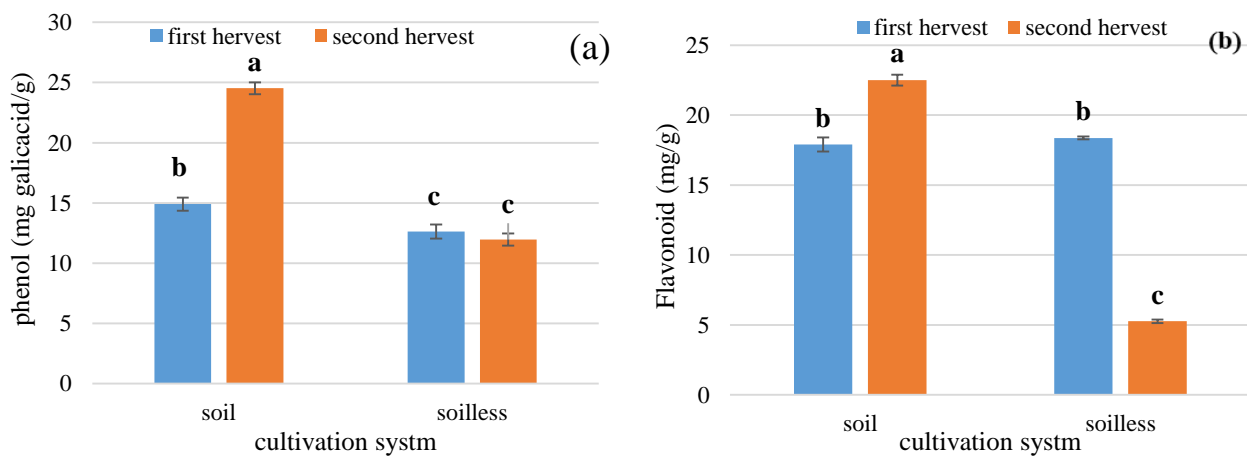 first hervest second hervest
(a)
phenol (mg galicacid/g)
30
25
20
15
10
5
0
b
a
c
c
soil
soilless
cultivation systm
first hervest second hervest
(b)
Flavonoid (mg/g)
25
20
15
10
5
0
b
a
b
c
soil
soilless
cultivation systm